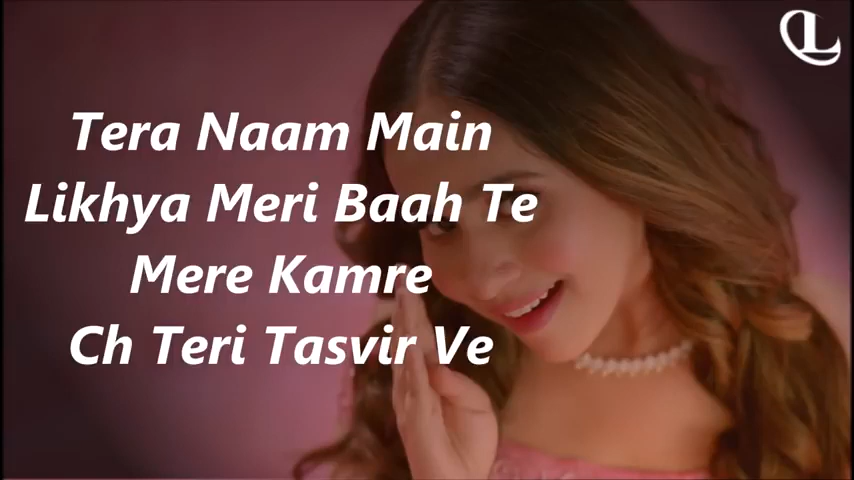 Tera Naam Main
Likhya Meri Baah Te
Mere Kamre
Ch Teri Tasvir Ve
L